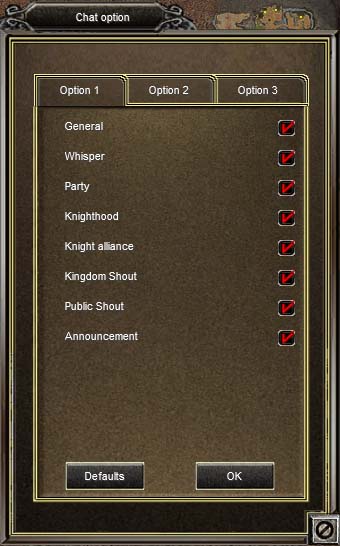 Chat option
Option 1
Option 2
Option 3
General
Whisper
Party
Knighthood
Knight alliance
Kingdom Shout
Public Shout
Announcement
Defaults
OK